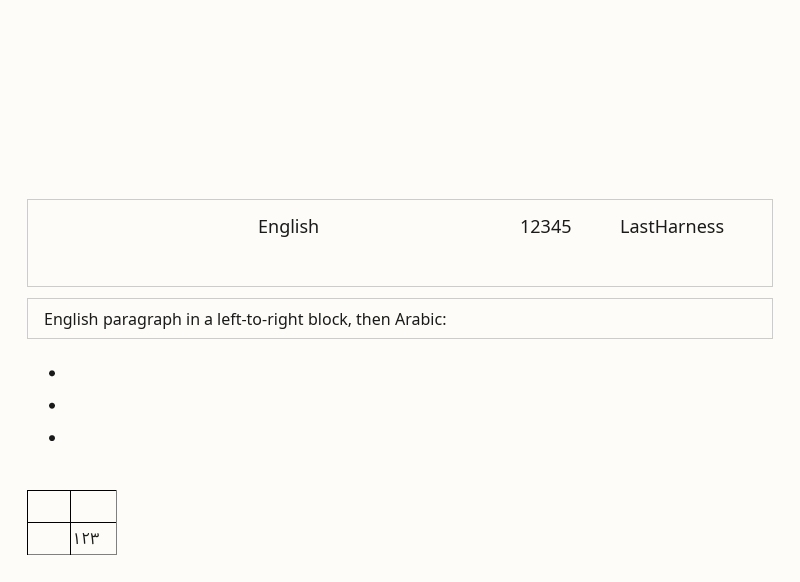 English 12345 LastHarness
English paragraph in a left-to-right block, then Arabic:
١٢٣